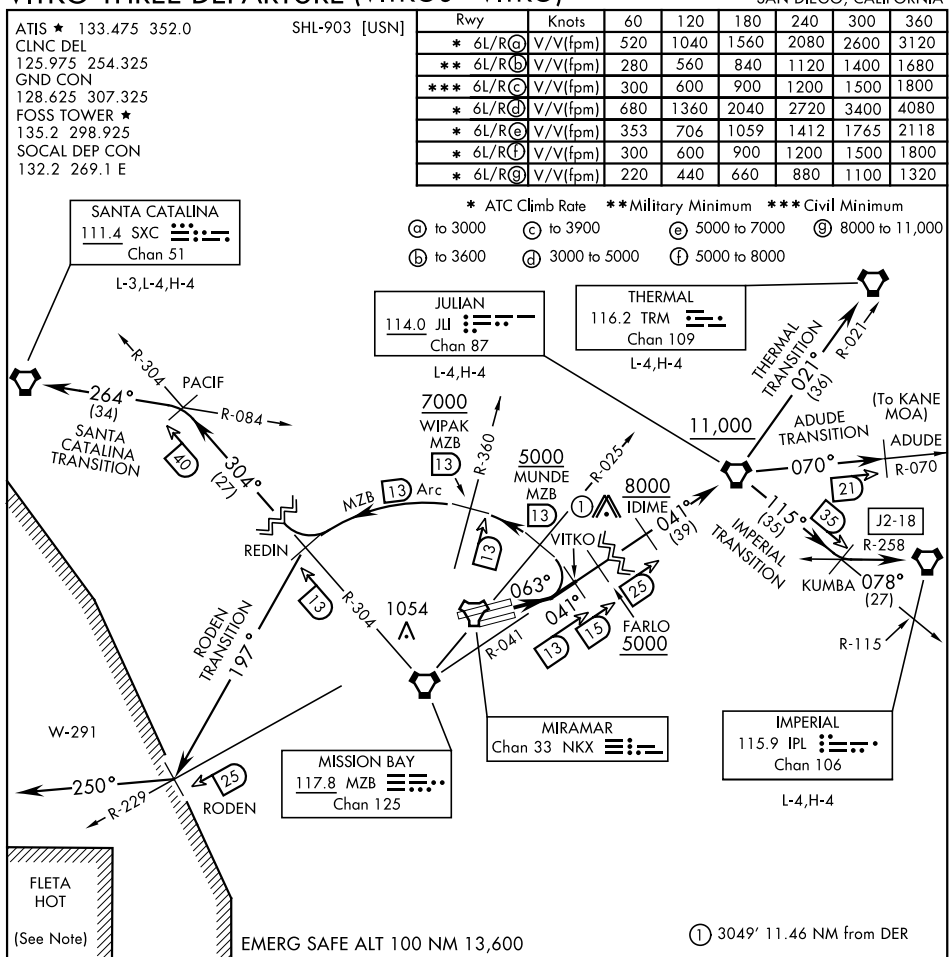 VITRO THREE DEPARTURE (VITRO3 • VITRO)
SAN DIEGO, CALIFORNIA
ATIS ★ 133.475 352.0
CLNC DEL
125.975 254.325
GND CON
128.625 307.325
FOSS TOWER ★
135.2 298.925
SOCAL DEP CON
132.2 269.1 E
SHL-903 [USN]
Rwy Knots 60 120 180 240 300 360
* 6L/R ⓐ V/V(fpm) 520 1040 1560 2080 2600 3120
** 6L/R ⓑ V/V(fpm) 280 560 840 1120 1400 1680
*** 6L/R ⓒ V/V(fpm) 300 600 900 1200 1500 1800
* 6L/R ⓓ V/V(fpm) 680 1360 2040 2720 3400 4080
* 6L/R ⓔ V/V(fpm) 353 706 1059 1412 1765 2118
* 6L/R ⓕ V/V(fpm) 300 600 900 1200 1500 1800
* 6L/R ⓖ V/V(fpm) 220 440 660 880 1100 1320
* ATC Climb Rate **Military Minimum ***Civil Minimum
ⓐ to 3000 ⓒ to 3900 ⓔ 5000 to 7000 ⓖ 8000 to 11,000
ⓑ to 3600 ⓓ 3000 to 5000 ⓕ 5000 to 8000
SANTA CATALINA
111.4 SXC
Chan 51
L-3,L-4,H-4
JULIAN
114.0 JLI
Chan 87
L-4,H-4
THERMAL
116.2 TRM
Chan 109
L-4,H-4
R-304
PACIF
R-084
264°
(34)
SANTA
CATALINA
TRANSITION
40
304°
(27)
MZB 13 Arc
REDIN
13
R-304
7000
WIPAK
MZB
13
R-360
13
5000
MUNDE
MZB
13
R-025
①
8000
IDIME
VITKO
063°
041°
R-041
13
15
25
FARLO
5000
041°
(39)
11,000
THERMAL
TRANSITION
021°
(36)
R-021
(To KANE
MOA)
ADUDE
TRANSITION
ADUDE
070°
R-070
21
115°
(35)
35
IMPERIAL
TRANSITION
J2-18
R-258
KUMBA
078°
(27)
R-115
1054
RODEN
TRANSITION
197°
W-291
250°
R-229
25
RODEN
MISSION BAY
117.8 MZB
Chan 125
MIRAMAR
Chan 33 NKX
IMPERIAL
115.9 IPL
Chan 106
L-4,H-4
FLETA
HOT
(See Note)
EMERG SAFE ALT 100 NM 13,600
① 3049' 11.46 NM from DER